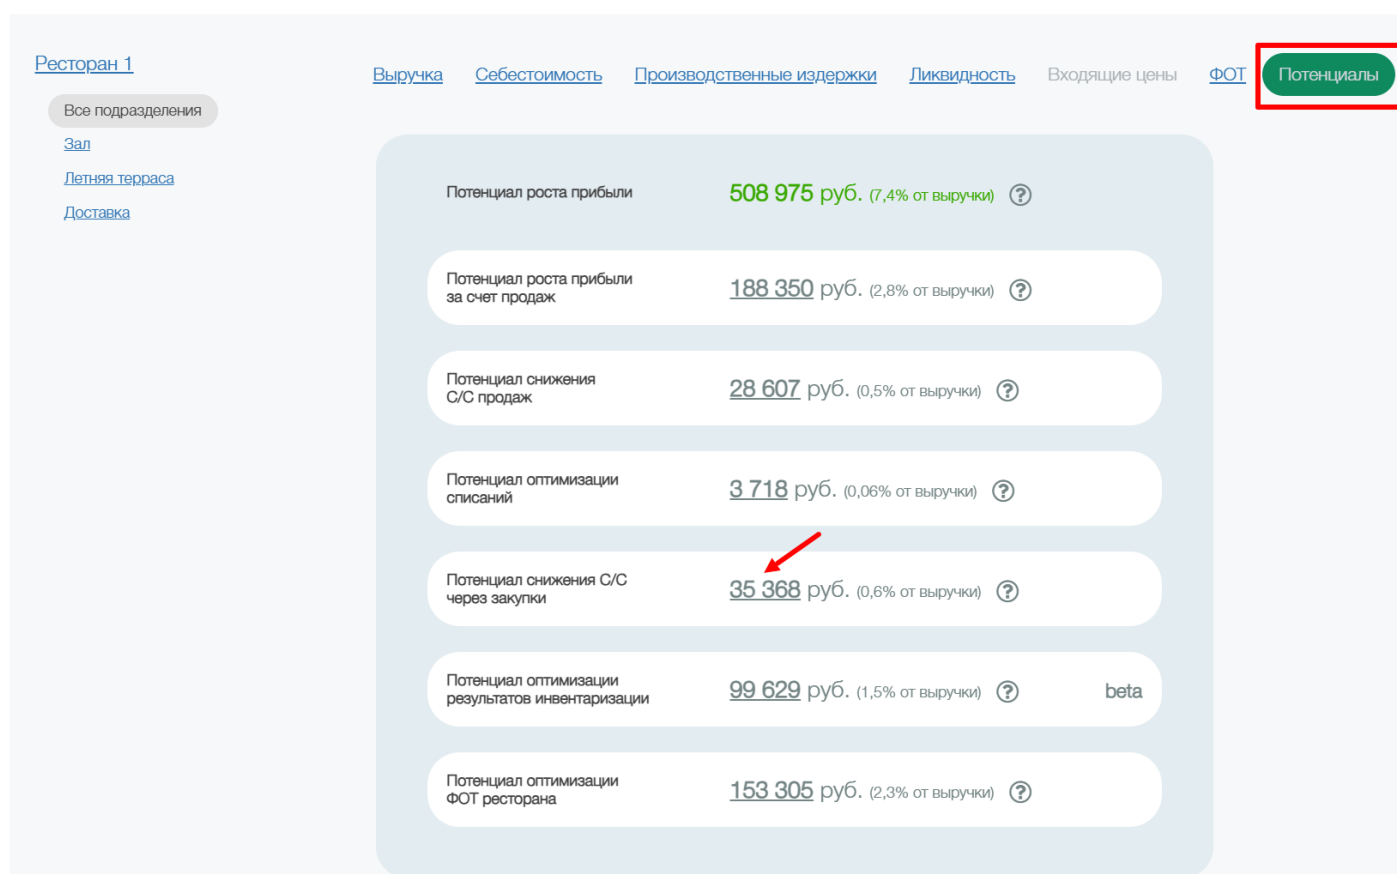 Ресторан 1
Выручка Себестоимость Производственные издержки Ликвидность Входящие цены ФОТ Потенциалы
Все подразделения
Зал
Летняя терраса
Доставка
Потенциал роста прибыли 508 975 руб. (7,4% от выручки) ?
Потенциал роста прибыли
за счет продаж
188 350 руб. (2,8% от выручки) ?
Потенциал снижения
С/С продаж
28 607 руб. (0,5% от выручки) ?
Потенциал оптимизации
списаний
3 718 руб. (0,06% от выручки) ?
Потенциал снижения С/С
через закупки
35 368 руб. (0,6% от выручки) ?
Потенциал оптимизации
результатов инвентаризации
99 629 руб. (1,5% от выручки) ? beta
Потенциал оптимизации
ФОТ ресторана
153 305 руб. (2,3% от выручки) ?